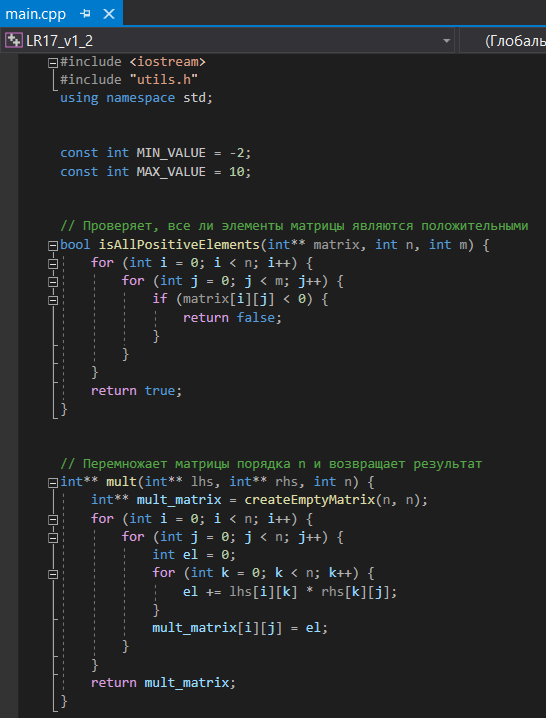 main.cpp
LR17_v1_2 (Глобаль
#include <iostream>
#include "utils.h"
using namespace std;
const int MIN_VALUE = -2;
const int MAX_VALUE = 10;
// Проверяет, все ли элементы матрицы являются положительными
bool isAllPositiveElements(int** matrix, int n, int m) {
    for (int i = 0; i < n; i++) {
        for (int j = 0; j < m; j++) {
            if (matrix[i][j] < 0) {
                return false;
            }
        }
    }
    return true;
}
// Перемножает матрицы порядка n и возвращает результат
int** mult(int** lhs, int** rhs, int n) {
    int** mult_matrix = createEmptyMatrix(n, n);
    for (int i = 0; i < n; i++) {
        for (int j = 0; j < n; j++) {
            int el = 0;
            for (int k = 0; k < n; k++) {
                el += lhs[i][k] * rhs[k][j];
            }
            mult_matrix[i][j] = el;
        }
    }
    return mult_matrix;
}